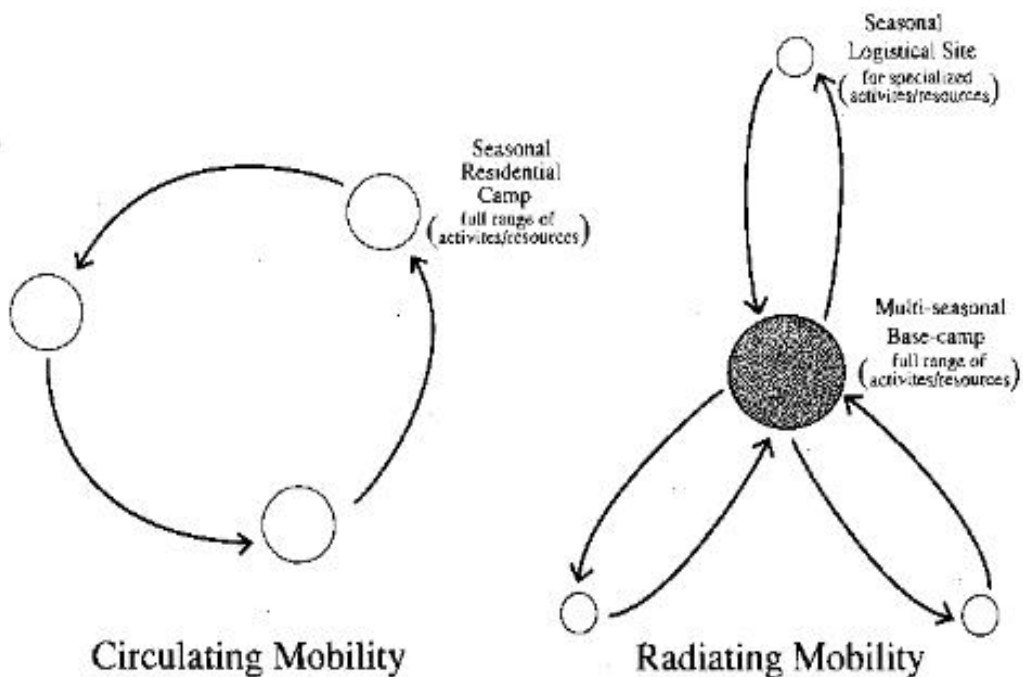 Seasonal
Residential
Camp
(full range of
activites/resources)
Circulating Mobility
Seasonal
Logistical Site
(for specialized
activites/resources)
Multi-seasonal
Base-camp
(full range of
activites/resources)
Radiating Mobility